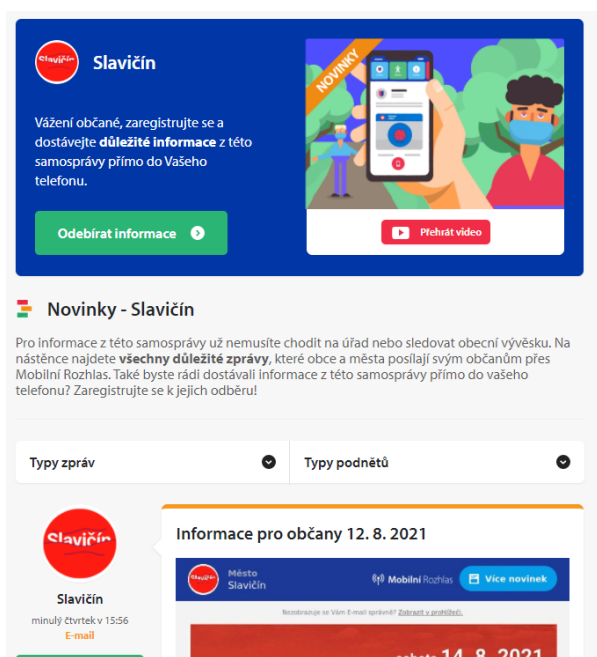 Slavičín
Slavičín
NOVINKY
Vážení občané, zaregistrujte se a
dostávejte důležité informace z této
samosprávy přímo do Vašeho
telefonu.
Odebírat informace
Přehrát video
Novinky - Slavičín
Pro informace z této samosprávy už nemusíte chodit na úřad nebo sledovat obecní vývěsku. Na
nástěnce najdete všechny důležité zprávy, které obce a města posílají svým občanům přes
Mobilní Rozhlas. Také byste rádi dostávali informace z této samosprávy přímo do vašeho
telefonu? Zaregistrujte se k jejich odběru!
Typy zpráv
Typy podnětů
Slavičín
Slavičín
minulý čtvrtek v 15:56
E-mail
Informace pro občany 12. 8. 2021
Slavičín
Město
Slavičín
Mobilní Rozhlas
Více novinek
Nezobrazuje se Vám E-mail správně? Zobrazit v prohlížeči.
sobota 14. 8. 2021